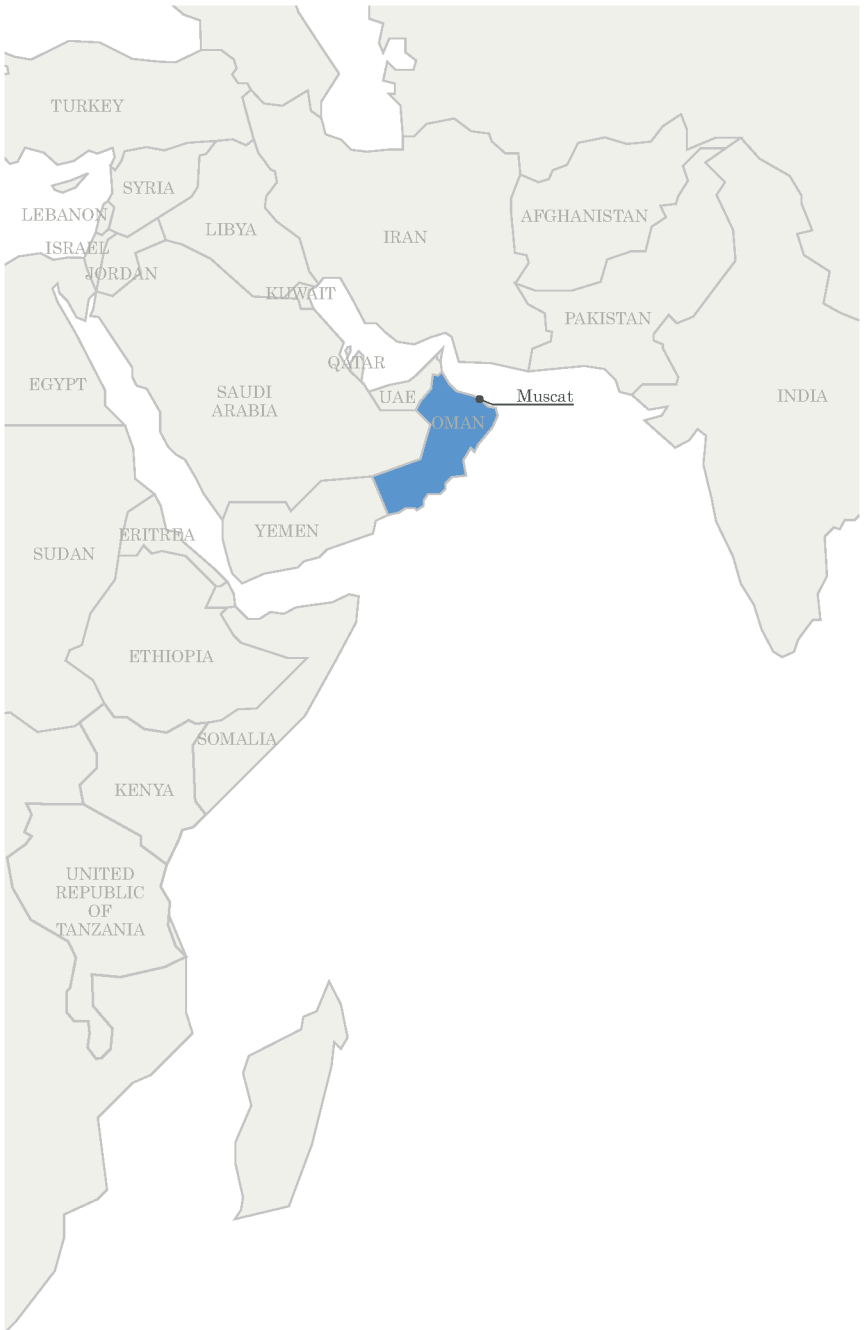 TURKEY
SYRIA
LEBANON
AFGHANISTAN
LIBYA
IRAN
ISRAEL
JORDAN
KUWAIT
PAKISTAN
QATAR
EGYPT
SAUDI
ARABIA
UAE
Muscat
INDIA
OMAN
YEMEN
ERITREA
SUDAN
ETHIOPIA
SOMALIA
KENYA
UNITED
REPUBLIC
OF
TANZANIA